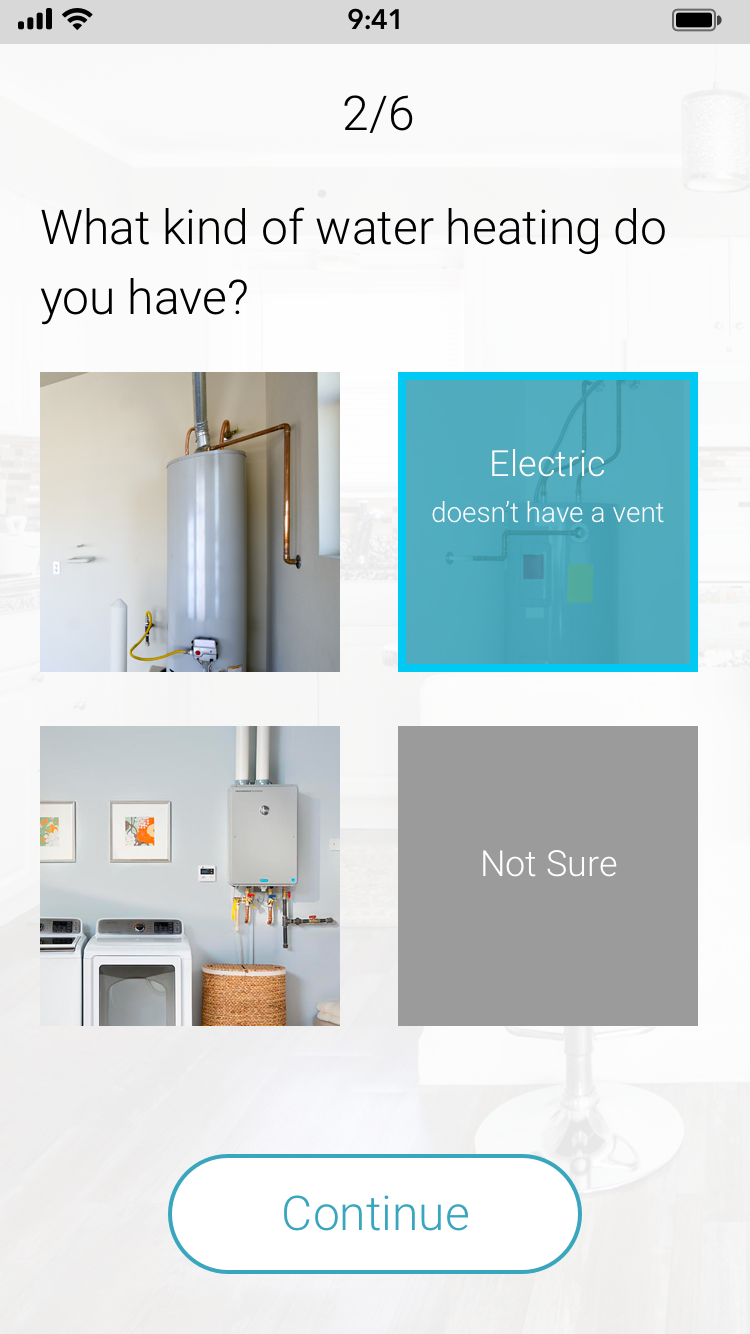 9:41
2/6
What kind of water heating do
you have?
Electric
doesn’t have a vent
Not Sure
Continue